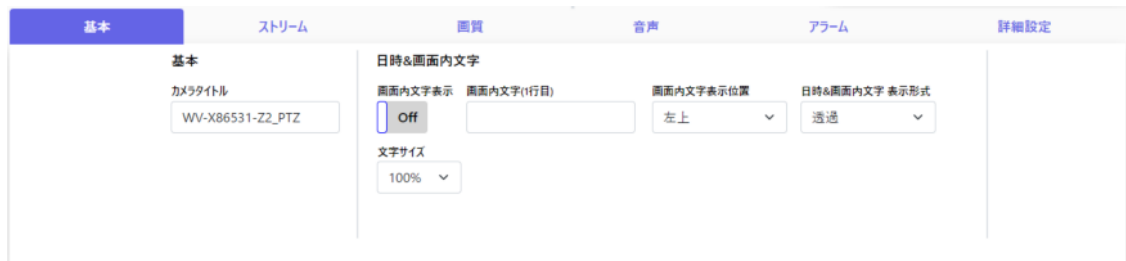 基本 ストリーム 画質 音声 アラーム 詳細設定
基本
カメラタイトル
WV-X86531-Z2_PTZ
日時&画面内文字
画面内文字表示 画面内文字(1行目) 画面内文字表示位置 日時&画面内文字 表示形式
Off 左上 透過
文字サイズ
100%